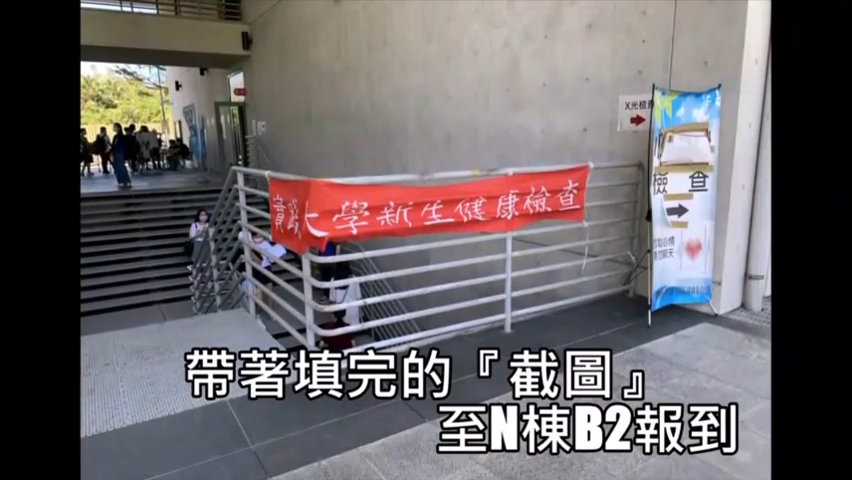 X光檢查
實踐大學新生健康檢查
檢 查
帶著填完的『截圖』
至N棟B2報到